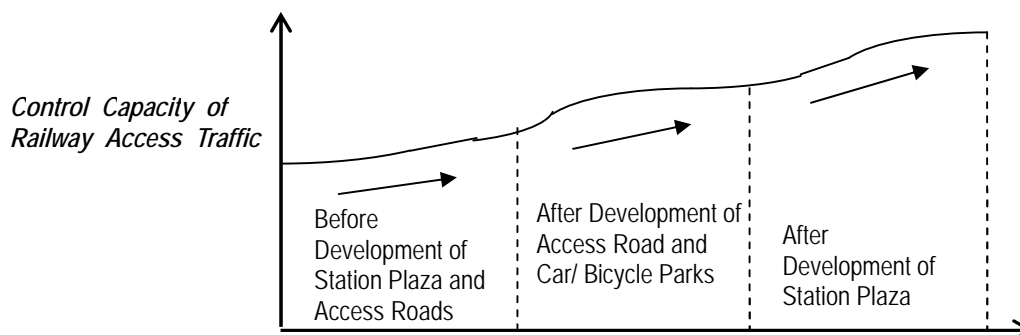 Control Capacity of
Railway Access Traffic
Before
Development of
Station Plaza and
Access Roads
After Development of
Access Road and
Car/ Bicycle Parks
After
Development of
Station Plaza